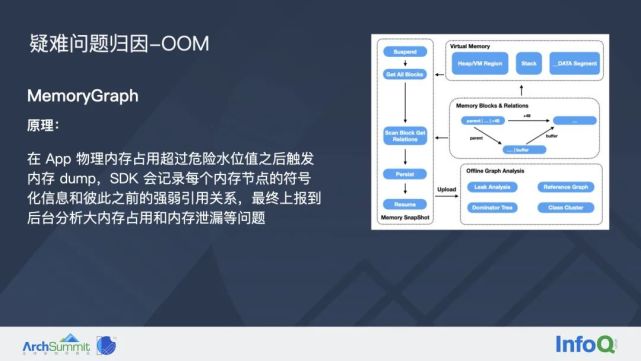 疑难问题归因-OOM
MemoryGraph
原理：
在 App 物理内存占用超过危险水位值之后触发
内存 dump，SDK 会记录每个内存节点的符号
化信息和彼此之前的强弱引用关系，最终上报到
后台分析大内存占用和内存泄漏等问题
Suspend
Get All Blocks
Scan Block Get
Relations
Persist
Resume
Memory SnapShot
Upload
Virtual Memory
Heap/VM Region
Stack
__DATA Segment
Memory Blocks & Relations
parent | ... | +48
+48
...
parent
buffer
... | buffer
Offline Graph Analysis
Leak Analysis
Reference Graph
Dominator Tree
Class Cluster
ArchSummit
InfoQ